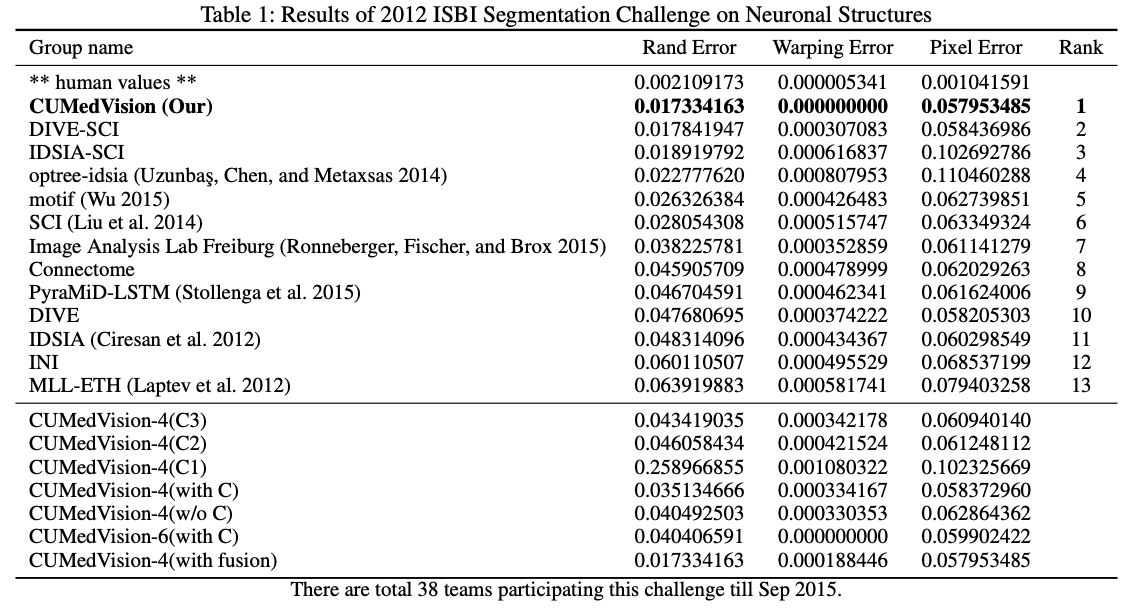 Table 1: Results of 2012 ISBI Segmentation Challenge on Neuronal Structures
Group name Rand Error Warping Error Pixel Error Rank
** human values ** 0.002109173 0.000005341 0.001041591
CUMedVision (Our) 0.017334163 0.000000000 0.057953485 1
DIVE-SCI 0.017841947 0.000307083 0.058436986 2
IDSIA-SCI 0.018919792 0.000616837 0.102692786 3
optree-idsia (Uzunbaş, Chen, and Metaxsas 2014) 0.022777620 0.000807953 0.110460288 4
motif (Wu 2015) 0.026326384 0.000426483 0.062739851 5
SCI (Liu et al. 2014) 0.028054308 0.000515747 0.063349324 6
Image Analysis Lab Freiburg (Ronneberger, Fischer, and Brox 2015) 0.038225781 0.000352859 0.061141279 7
Connectome 0.045905709 0.000478999 0.062029263 8
PyraMiD-LSTM (Stollenga et al. 2015) 0.046704591 0.000462341 0.061624006 9
DIVE 0.047680695 0.000374222 0.058205303 10
IDSIA (Ciresan et al. 2012) 0.048314096 0.000434367 0.060298549 11
INI 0.060110507 0.000495529 0.068537199 12
MLL-ETH (Laptev et al. 2012) 0.063919883 0.000581741 0.079403258 13
CUMedVision-4(C3) 0.043419035 0.000342178 0.060940140
CUMedVision-4(C2) 0.046058434 0.000421524 0.061248112
CUMedVision-4(C1) 0.258966855 0.001080322 0.102325669
CUMedVision-4(with C) 0.035134666 0.000334167 0.058372960
CUMedVision-4(w/o C) 0.040492503 0.000330353 0.062864362
CUMedVision-6(with C) 0.040406591 0.000000000 0.059902422
CUMedVision-4(with fusion) 0.017334163 0.000188446 0.057953485
There are total 38 teams participating this challenge till Sep 2015.